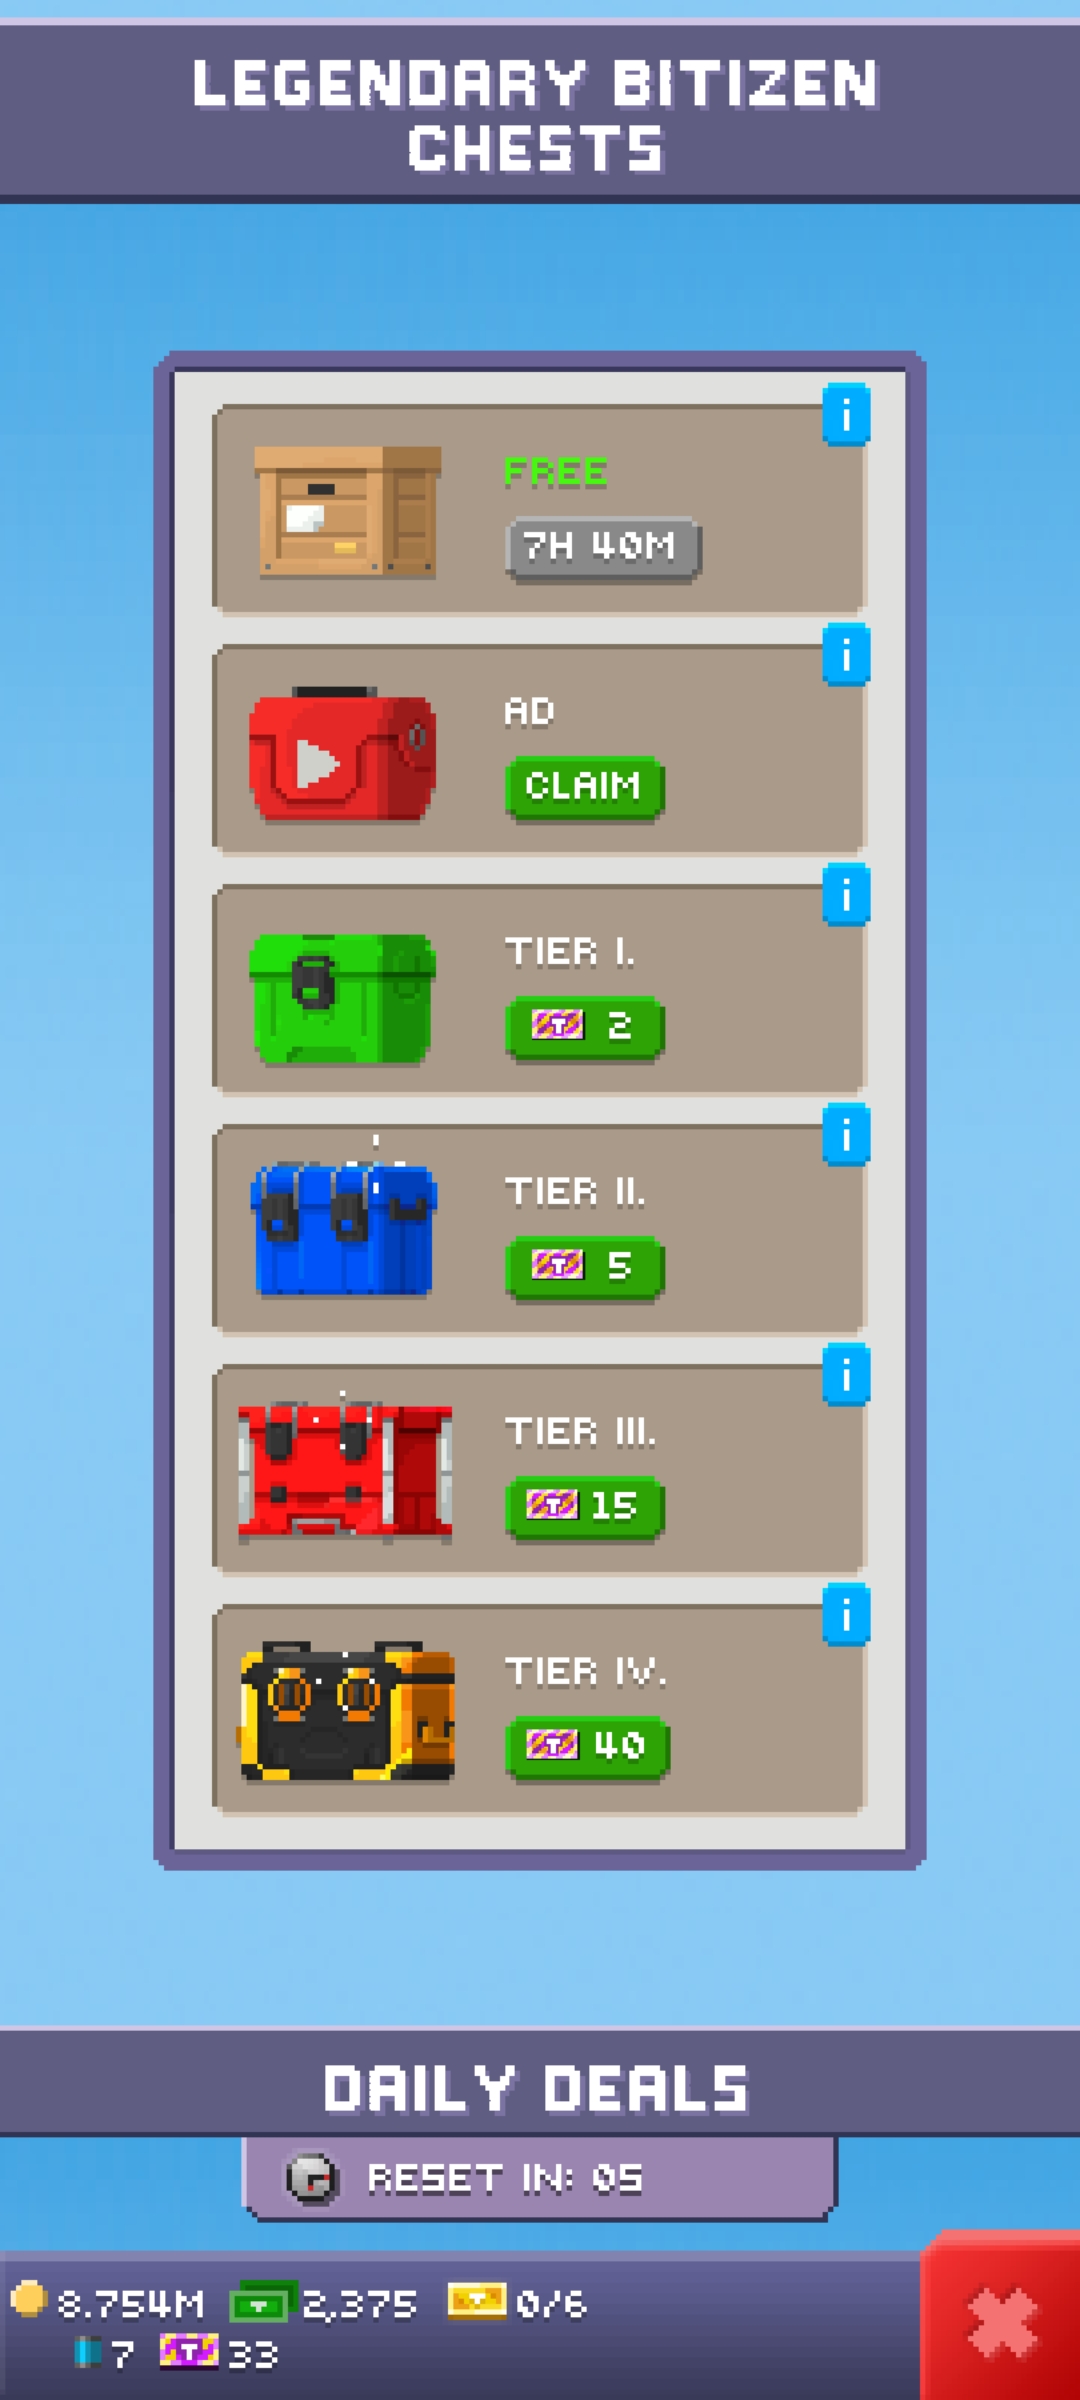 LEGENDARY BITIZEN
CHESTS
i
FREE
7H 40M
i
AD
CLAIM
i
TIER I.
T 2
i
TIER II.
T 5
i
TIER III.
T 15
i
TIER IV.
T 40
DAILY DEALS
RESET IN: 05
8.754M 2,375 0/6
7 T 33